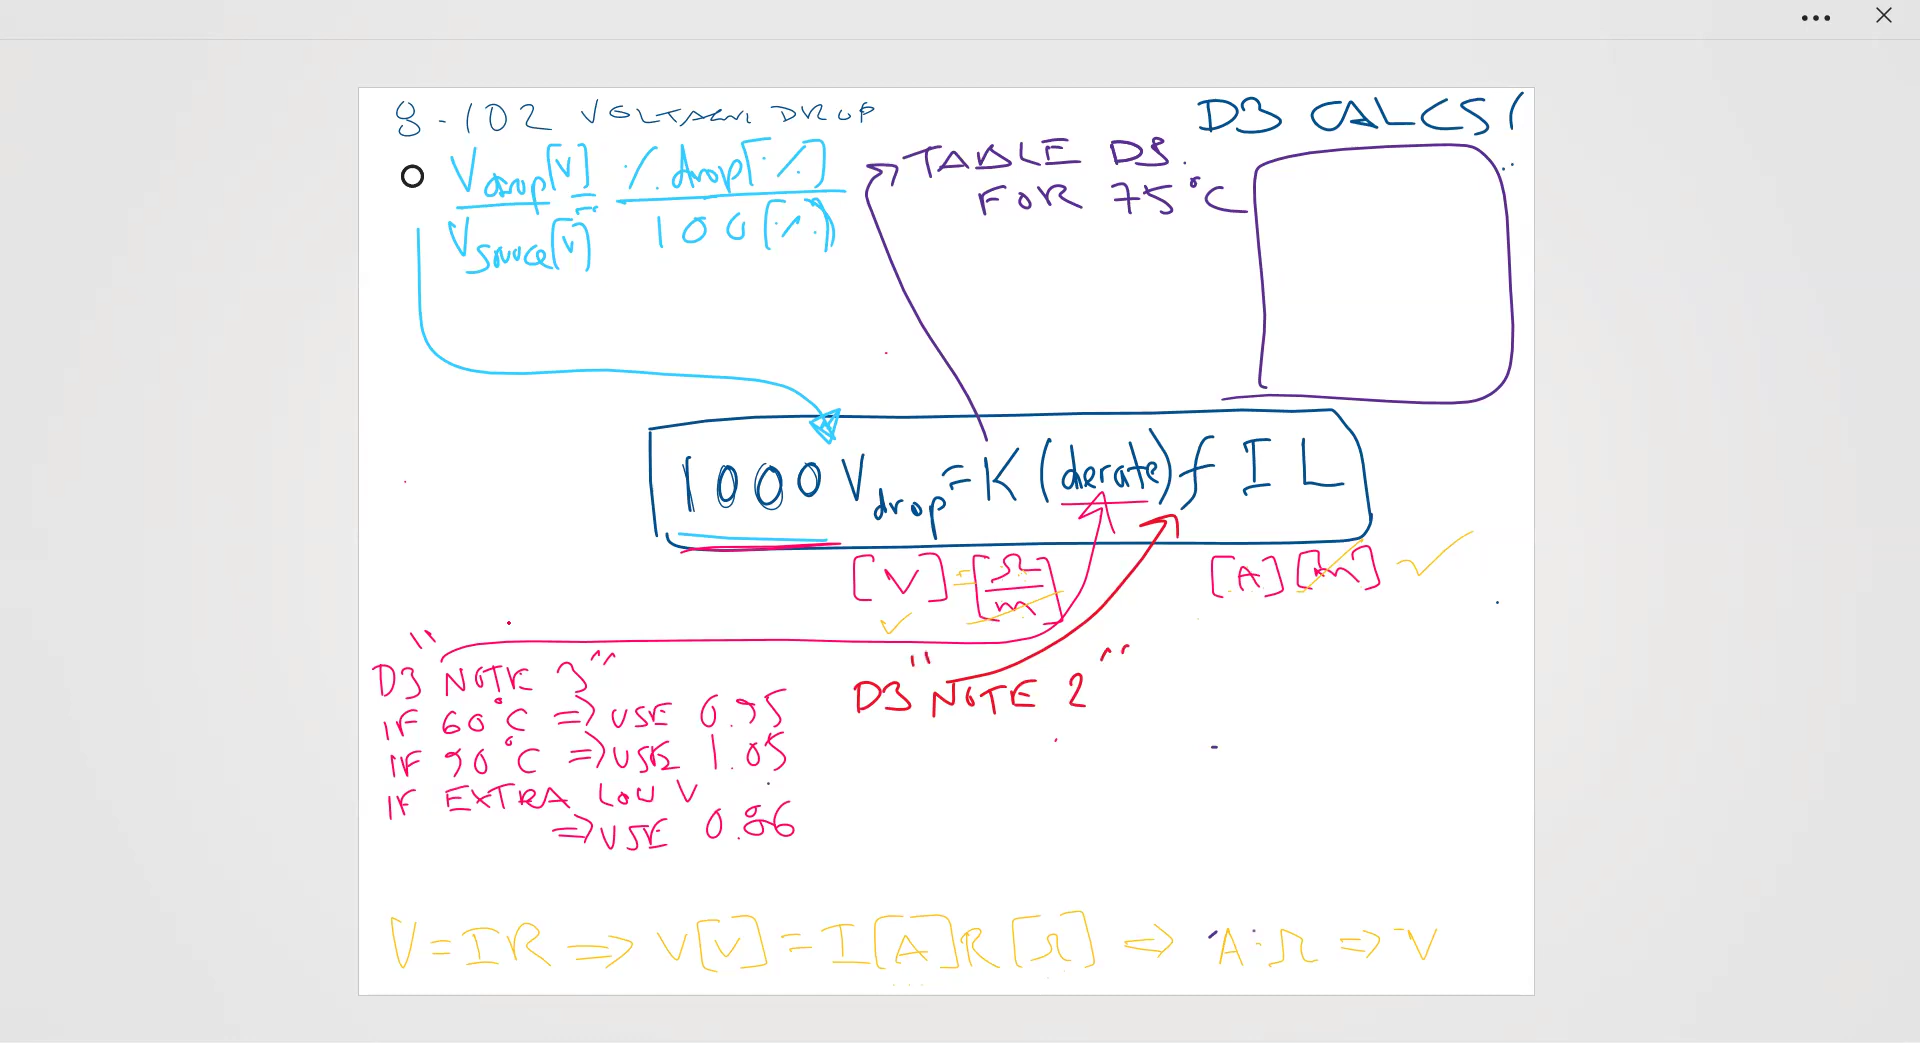 8-102 VOLTAGE DROP
D3 CALCS
Vdrop[V] / Vsource[V] = %drop[%] / 100[%]
TABLE D3
FOR 75°C
1000 Vdrop = K (derate) f I L
[V] = [Ω/m] [A] [m]
"D3 NOTE 3"
IF 60°C => USE 0.95
IF 90°C => USE 1.05
IF EXTRA LOW V
=> USE 0.86
"D3 NOTE 2"
V = IR => V[V] = I[A]R[Ω] => A·Ω => V